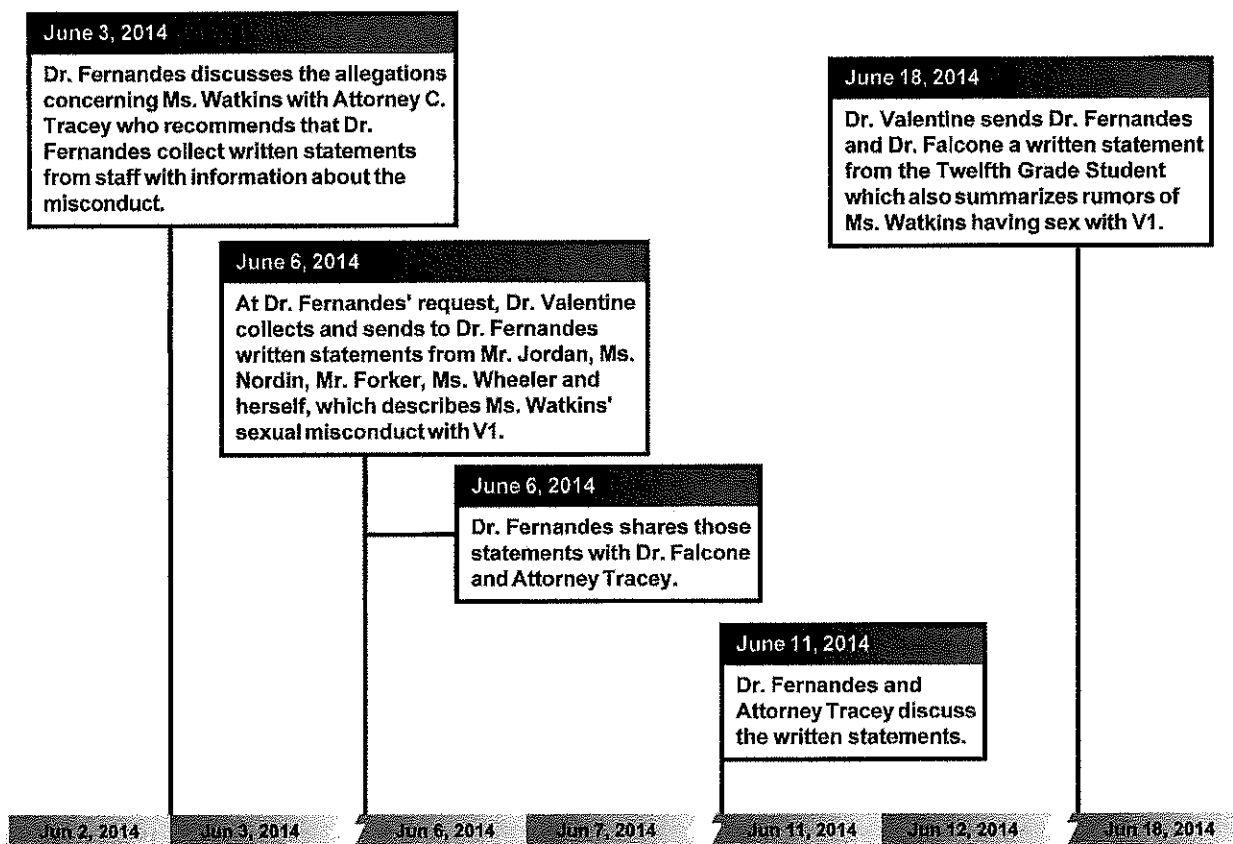 June 3, 2014
Dr. Fernandes discusses the allegations
concerning Ms. Watkins with Attorney C.
Tracey who recommends that Dr.
Fernandes collect written statements
from staff with information about the
misconduct.
June 18, 2014
Dr. Valentine sends Dr. Fernandes
and Dr. Falcone a written statement
from the Twelfth Grade Student
which also summarizes rumors of
Ms. Watkins having sex with V1.
June 6, 2014
At Dr. Fernandes' request, Dr. Valentine
collects and sends to Dr. Fernandes
written statements from Mr. Jordan, Ms.
Nordin, Mr. Forker, Ms. Wheeler and
herself, which describes Ms. Watkins'
sexual misconduct with V1.
June 6, 2014
Dr. Fernandes shares those
statements with Dr. Falcone
and Attorney Tracey.
June 11, 2014
Dr. Fernandes and
Attorney Tracey discuss
the written statements.
Jun 2, 2014 Jun 3, 2014 Jun 6, 2014 Jun 7, 2014 Jun 11, 2014 Jun 12, 2014 Jun 18, 2014